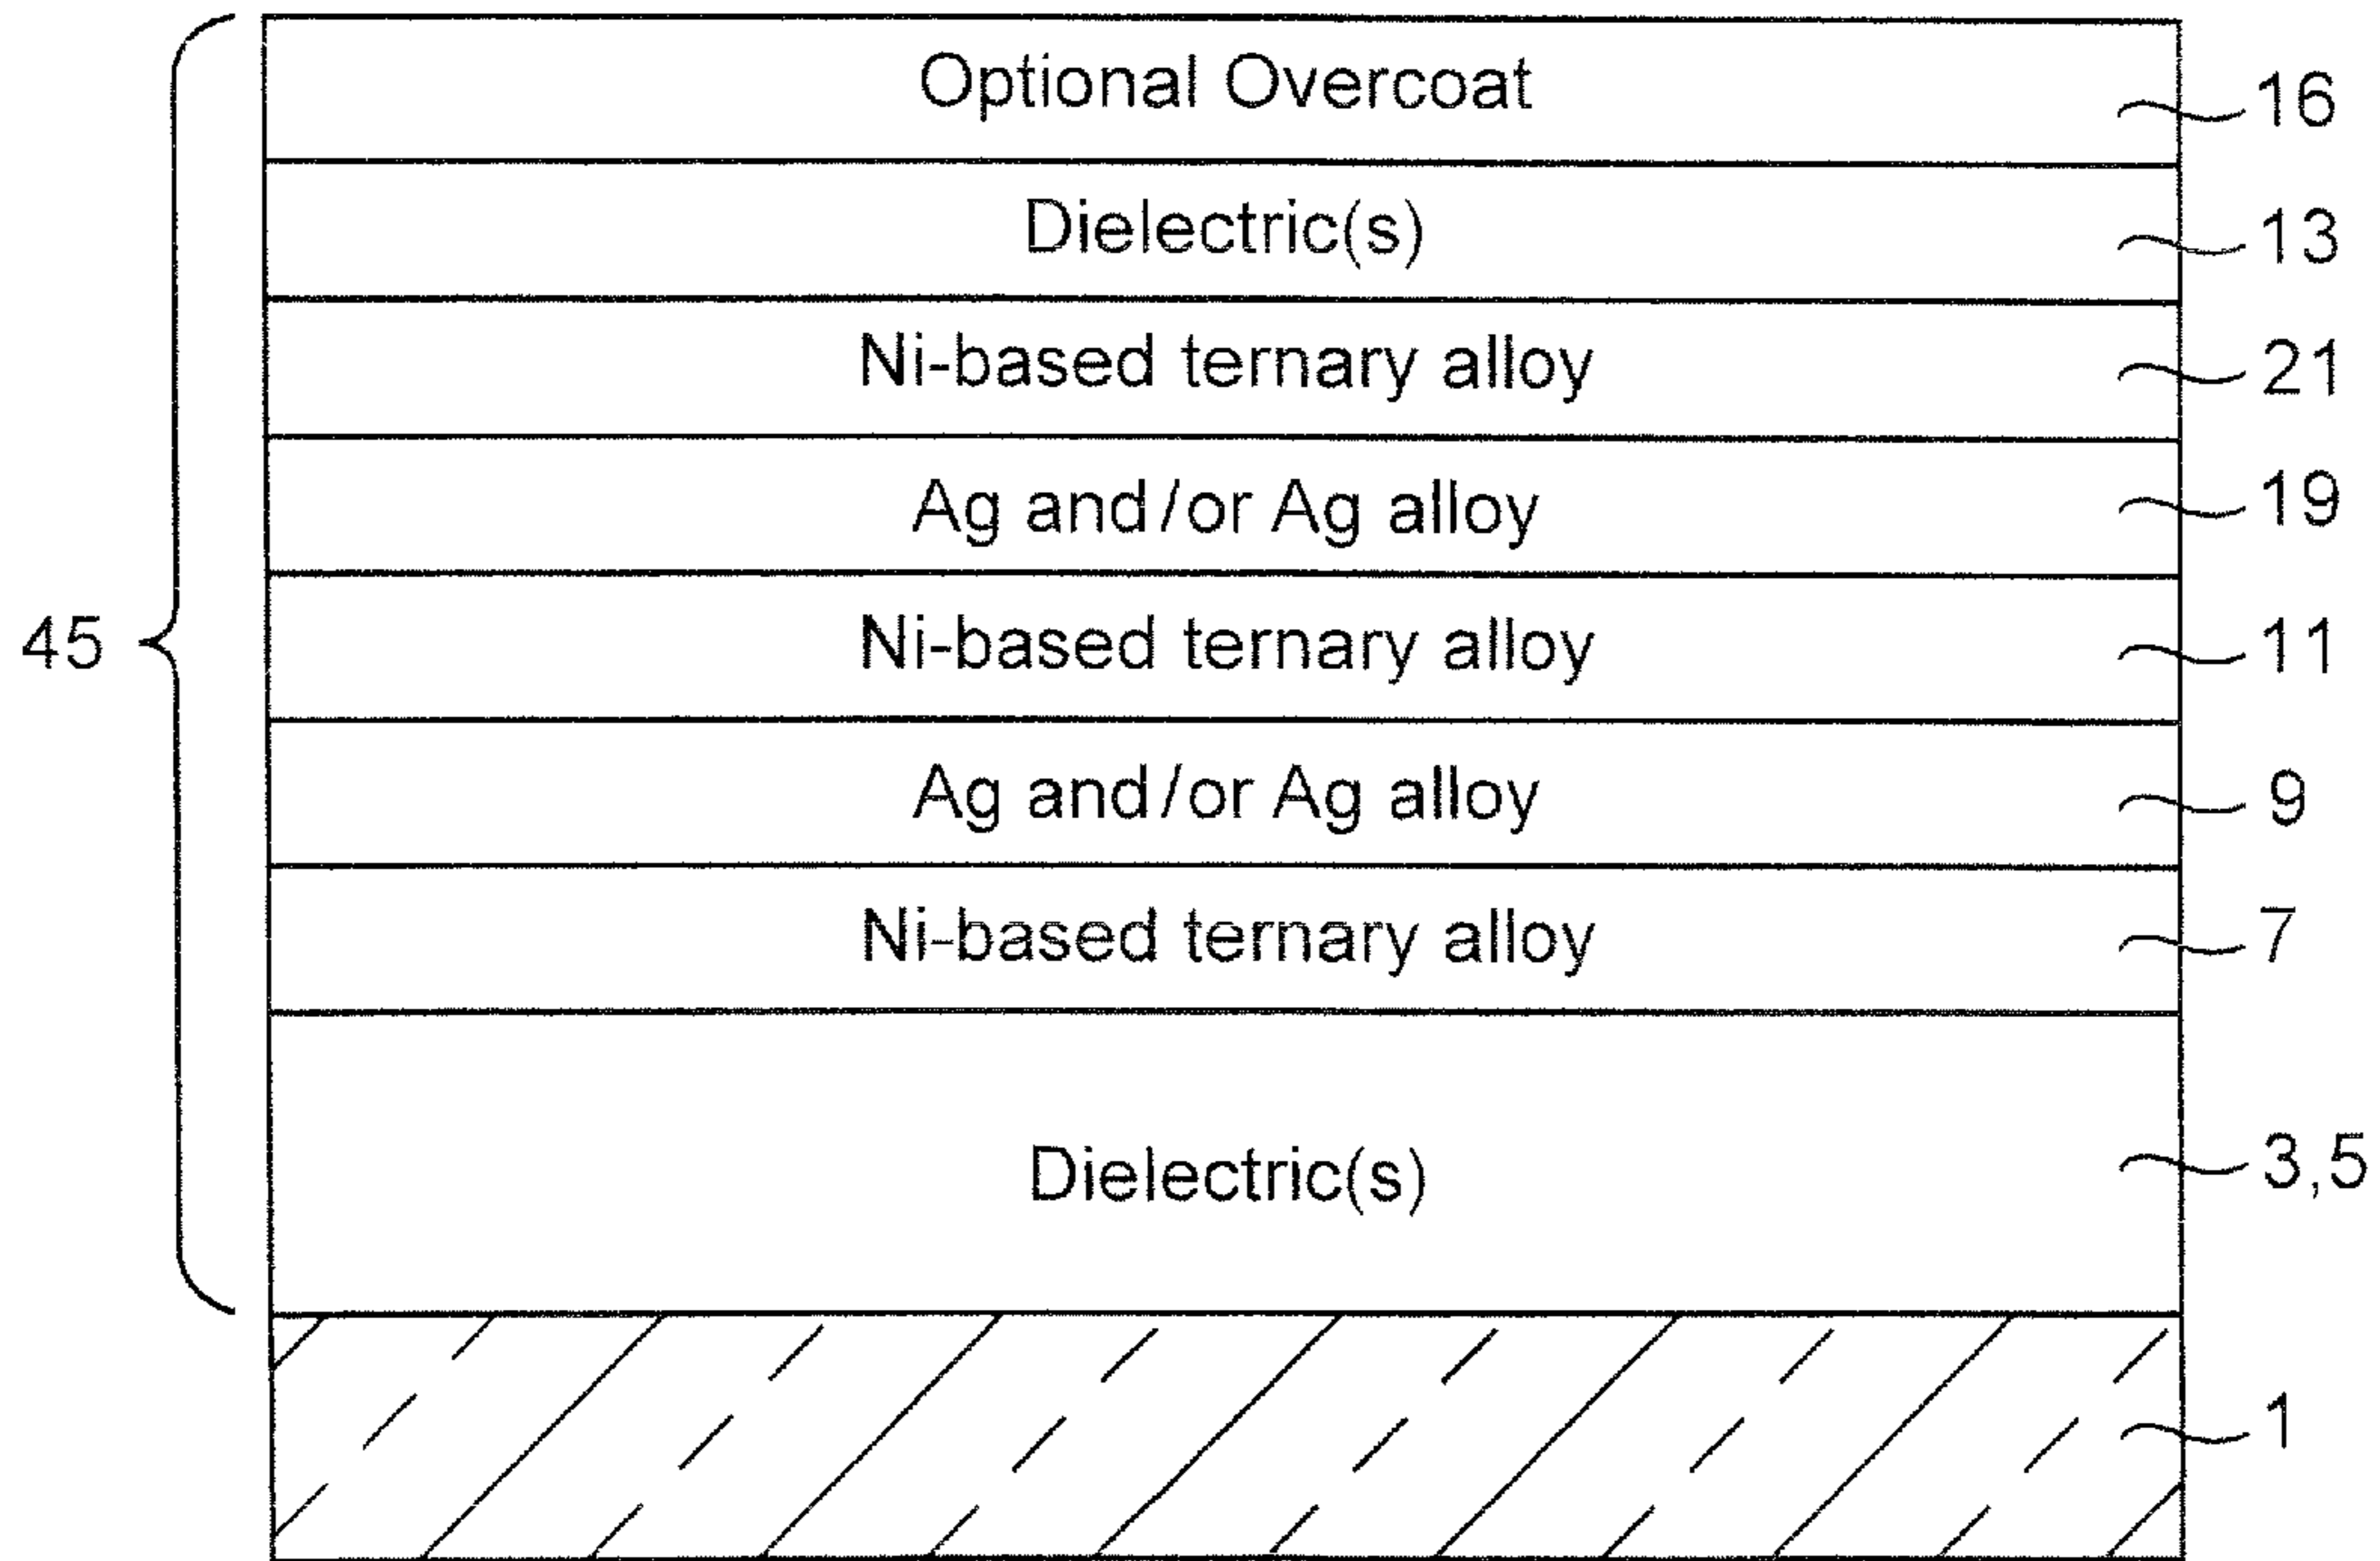 Optional Overcoat 16
Dielectric(s) 13
Ni-based ternary alloy 21
Ag and/or Ag alloy 19
45 Ni-based ternary alloy 11
Ag and/or Ag alloy 9
Ni-based ternary alloy 7
Dielectric(s) 3,5
1